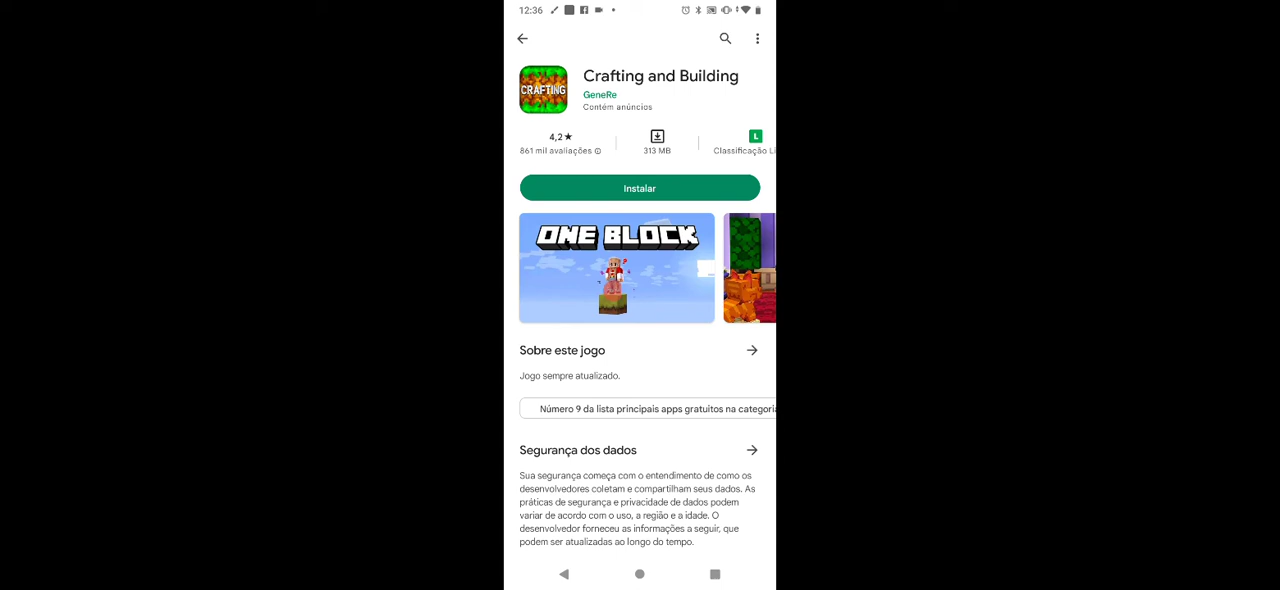 12:36
Crafting and Building
CRAFTING
GeneRe
Contém anúncios
4,2★
861 mil avaliações
313 MB
L
Classificação Li
Instalar
ONE BLOCK
Sobre este jogo
Jogo sempre atualizado.
Número 9 da lista principais apps gratuitos na categoria
Segurança dos dados
Sua segurança começa com o entendimento de como os
desenvolvedores coletam e compartilham seus dados. As
práticas de segurança e privacidade de dados podem
variar de acordo com o uso, a região e a idade. O
desenvolvedor forneceu as informações a seguir, que
podem ser atualizadas ao longo do tempo.